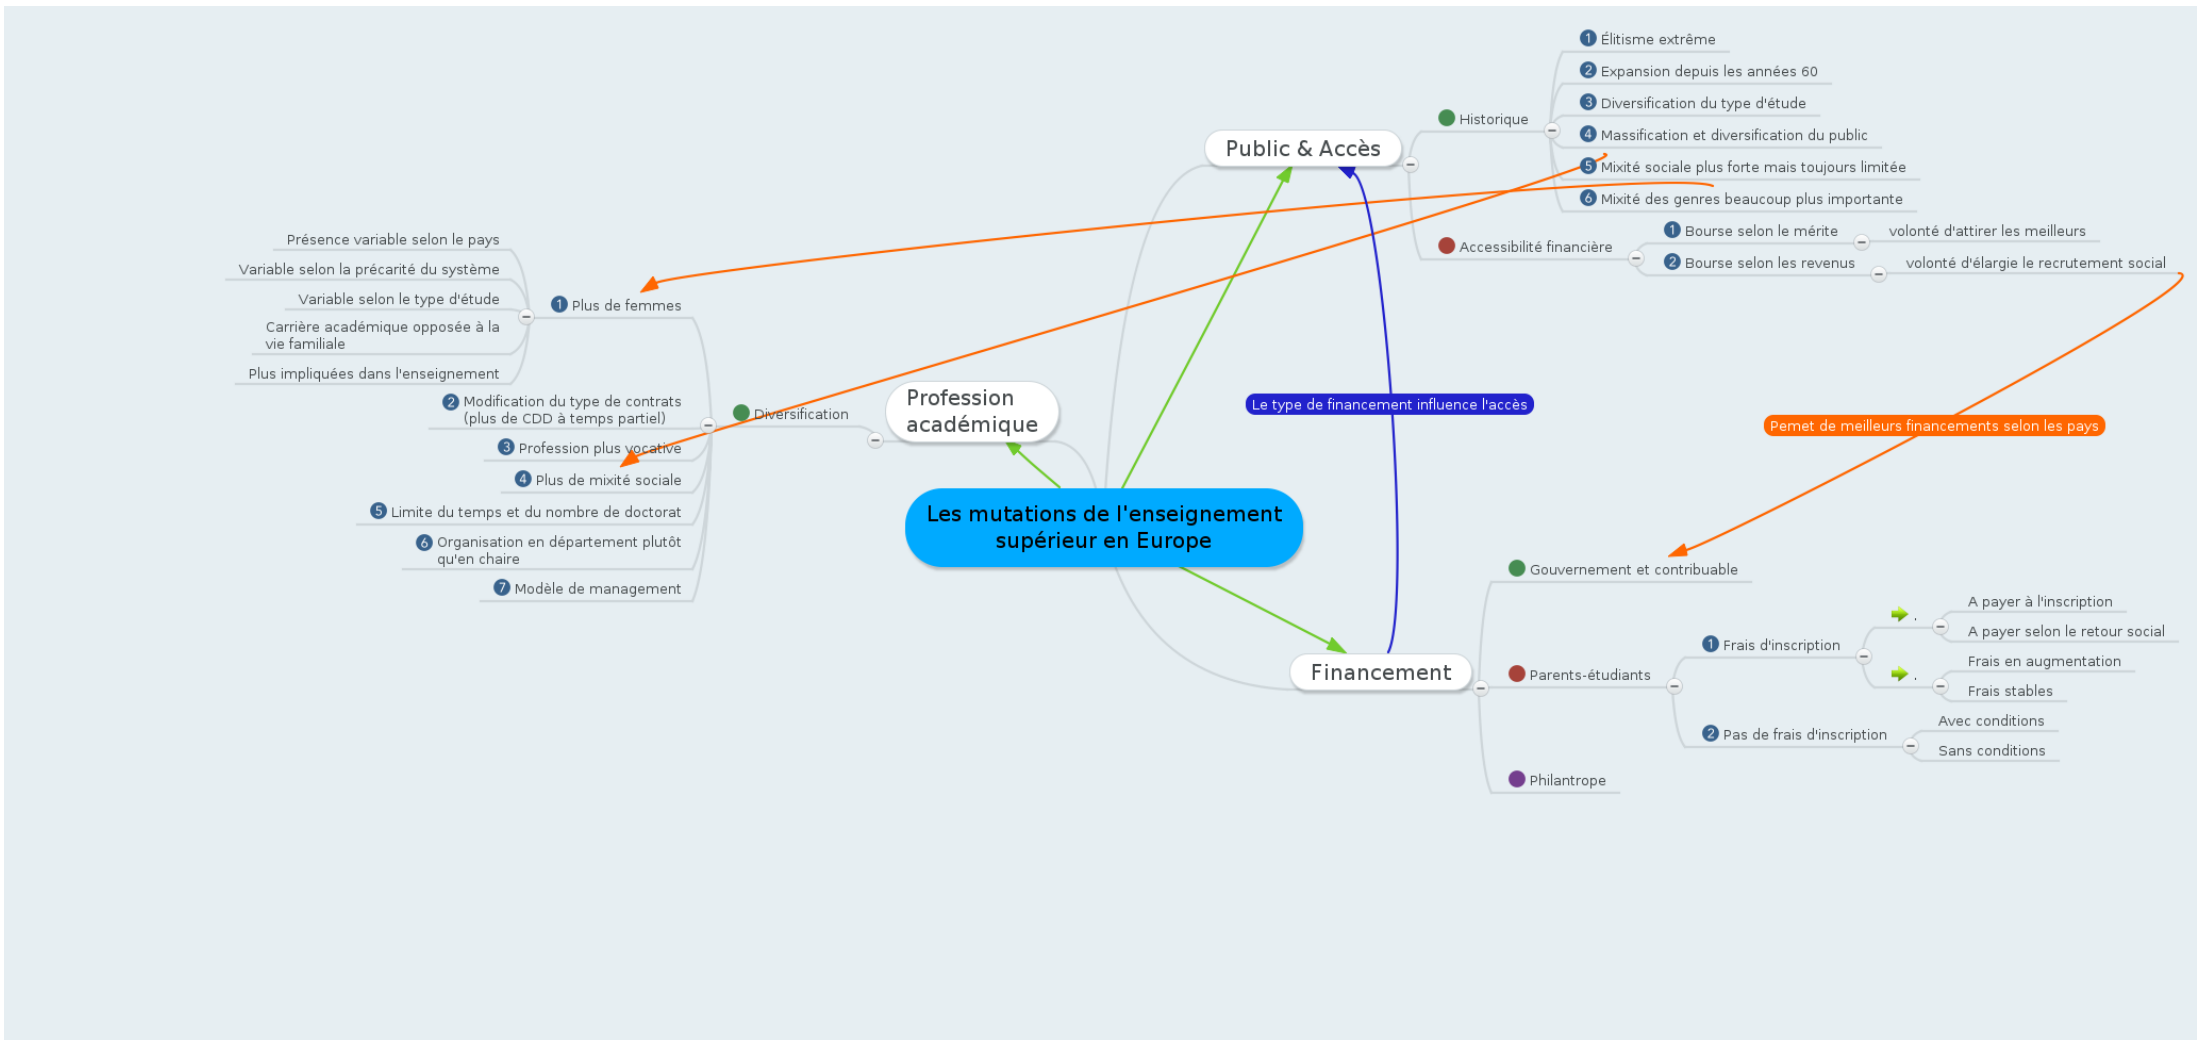 Les mutations de l'enseignement
supérieur en Europe
Public & Accès
Historique
1 Élitisme extrême
2 Expansion depuis les années 60
3 Diversification du type d'étude
4 Massification et diversification du public
5 Mixité sociale plus forte mais toujours limitée
6 Mixité des genres beaucoup plus importante
Accessibilité financière
1 Bourse selon le mérite
volonté d'attirer les meilleurs
2 Bourse selon les revenus
volonté d'élargie le recrutement social
Profession
académique
Diversification
1 Plus de femmes
Présence variable selon le pays
Variable selon la précarité du système
Variable selon le type d'étude
Carrière académique opposée à la
vie familiale
Plus impliquées dans l'enseignement
2 Modification du type de contrats
(plus de CDD à temps partiel)
3 Profession plus vocative
4 Plus de mixité sociale
5 Limite du temps et du nombre de doctorat
6 Organisation en département plutôt
qu'en chaire
7 Modèle de management
Le type de financement influence l'accès
Pemet de meilleurs financements selon les pays
Financement
Gouvernement et contribuable
Parents-étudiants
1 Frais d'inscription
.
A payer à l'inscription
A payer selon le retour social
.
Frais en augmentation
Frais stables
2 Pas de frais d'inscription
Avec conditions
Sans conditions
Philantrope